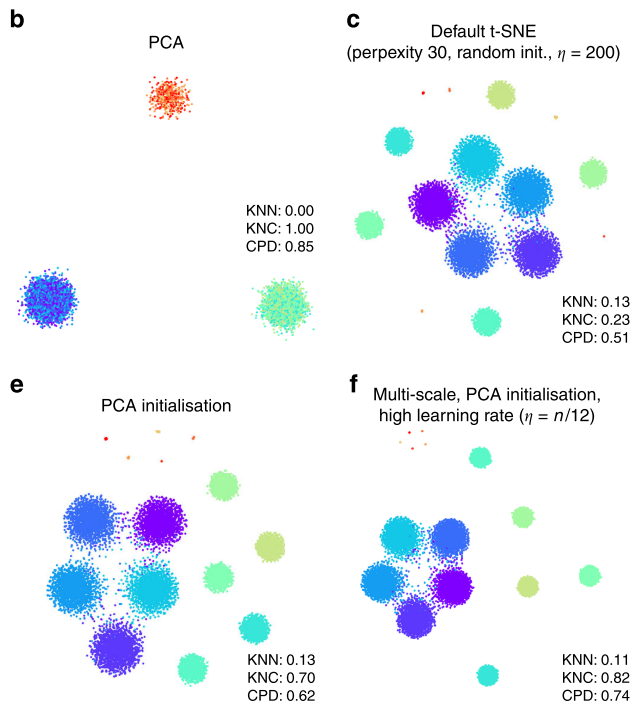 b
PCA
KNN: 0.00
KNC: 1.00
CPD: 0.85
c
Default t-SNE
(perpexity 30, random init., η = 200)
KNN: 0.13
KNC: 0.23
CPD: 0.51
e
PCA initialisation
KNN: 0.13
KNC: 0.70
CPD: 0.62
f
Multi-scale, PCA initialisation,
high learning rate (η = n/12)
KNN: 0.11
KNC: 0.82
CPD: 0.74